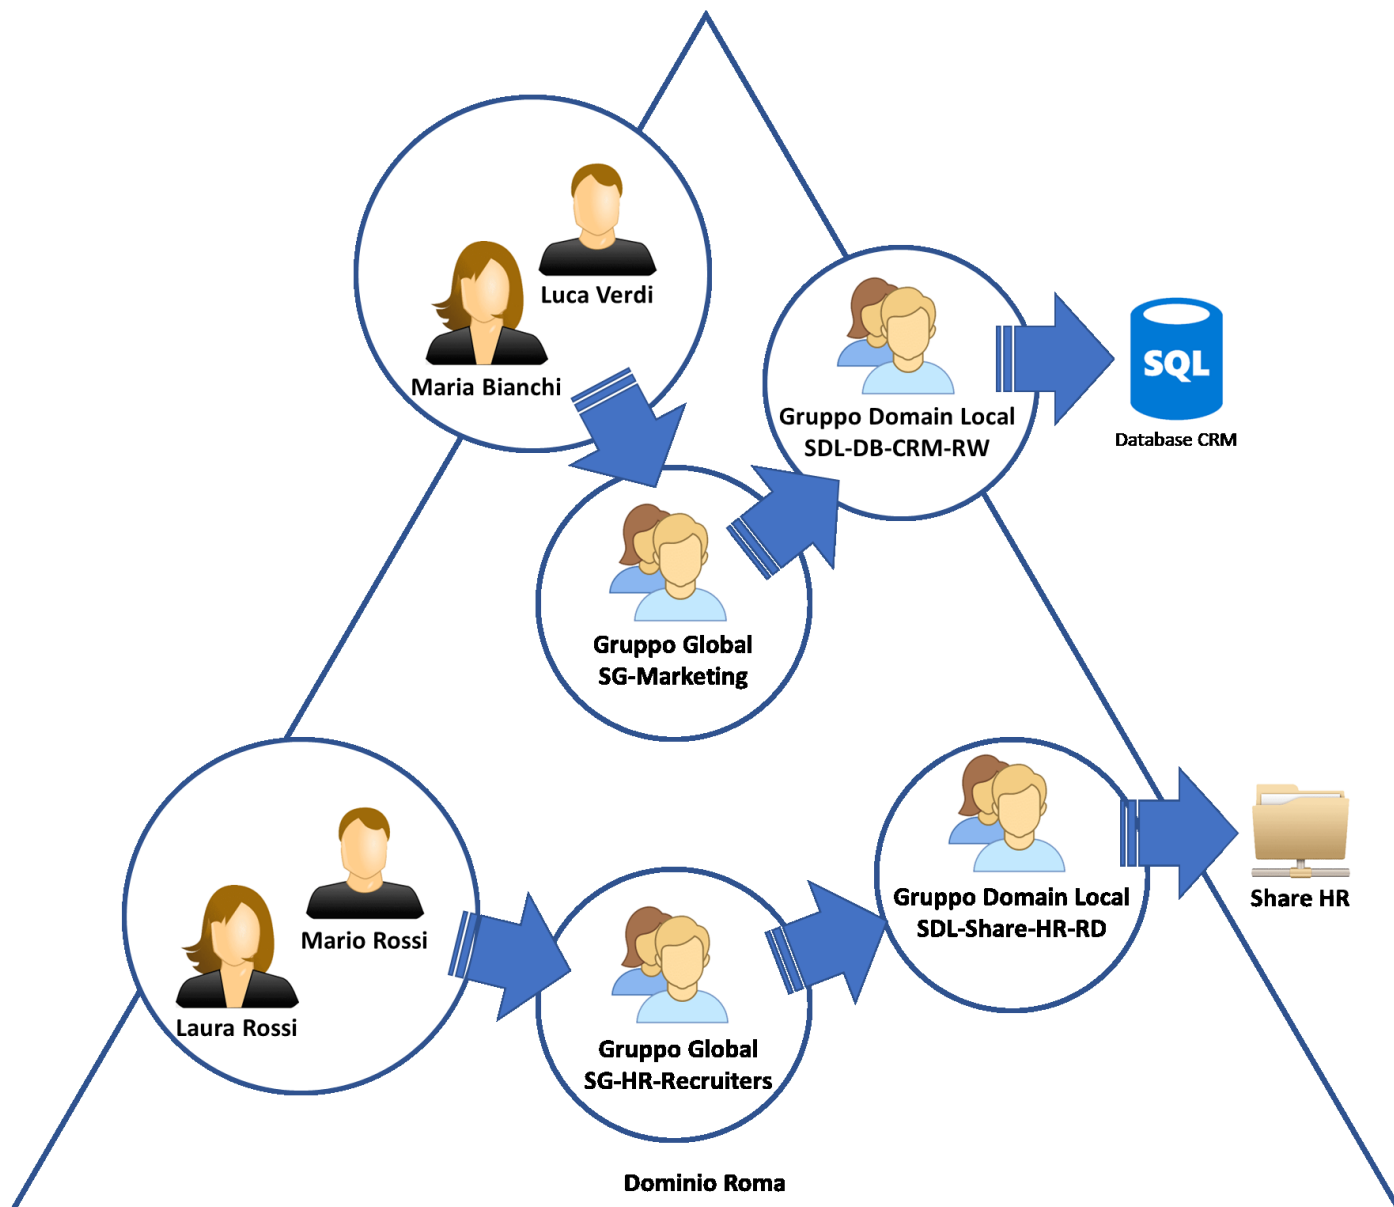 Luca Verdi
Maria Bianchi
Gruppo Domain Local
SDL-DB-CRM-RW
SQL
Database CRM
Gruppo Global
SG-Marketing
Mario Rossi
Laura Rossi
Gruppo Global
SG-HR-Recruiters
Gruppo Domain Local
SDL-Share-HR-RD
Share HR
Dominio Roma